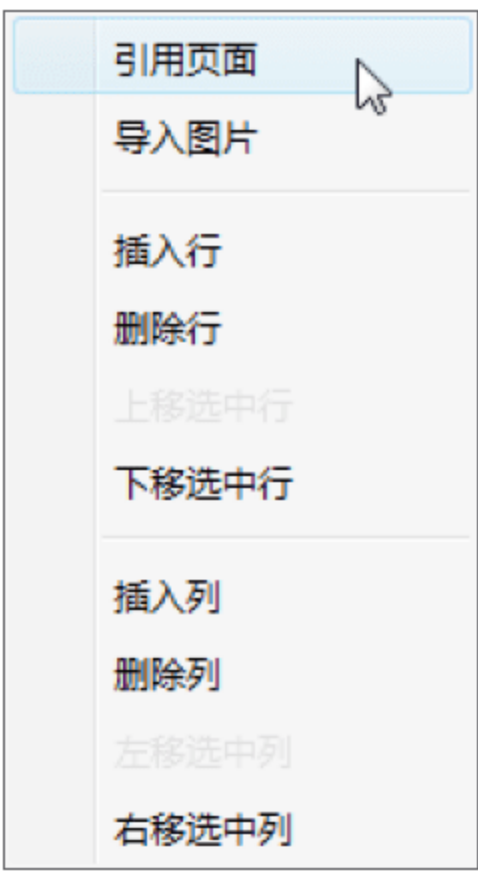 引用页面
导入图片
插入行
删除行
上移选中行
下移选中行
插入列
删除列
左移选中列
右移选中列